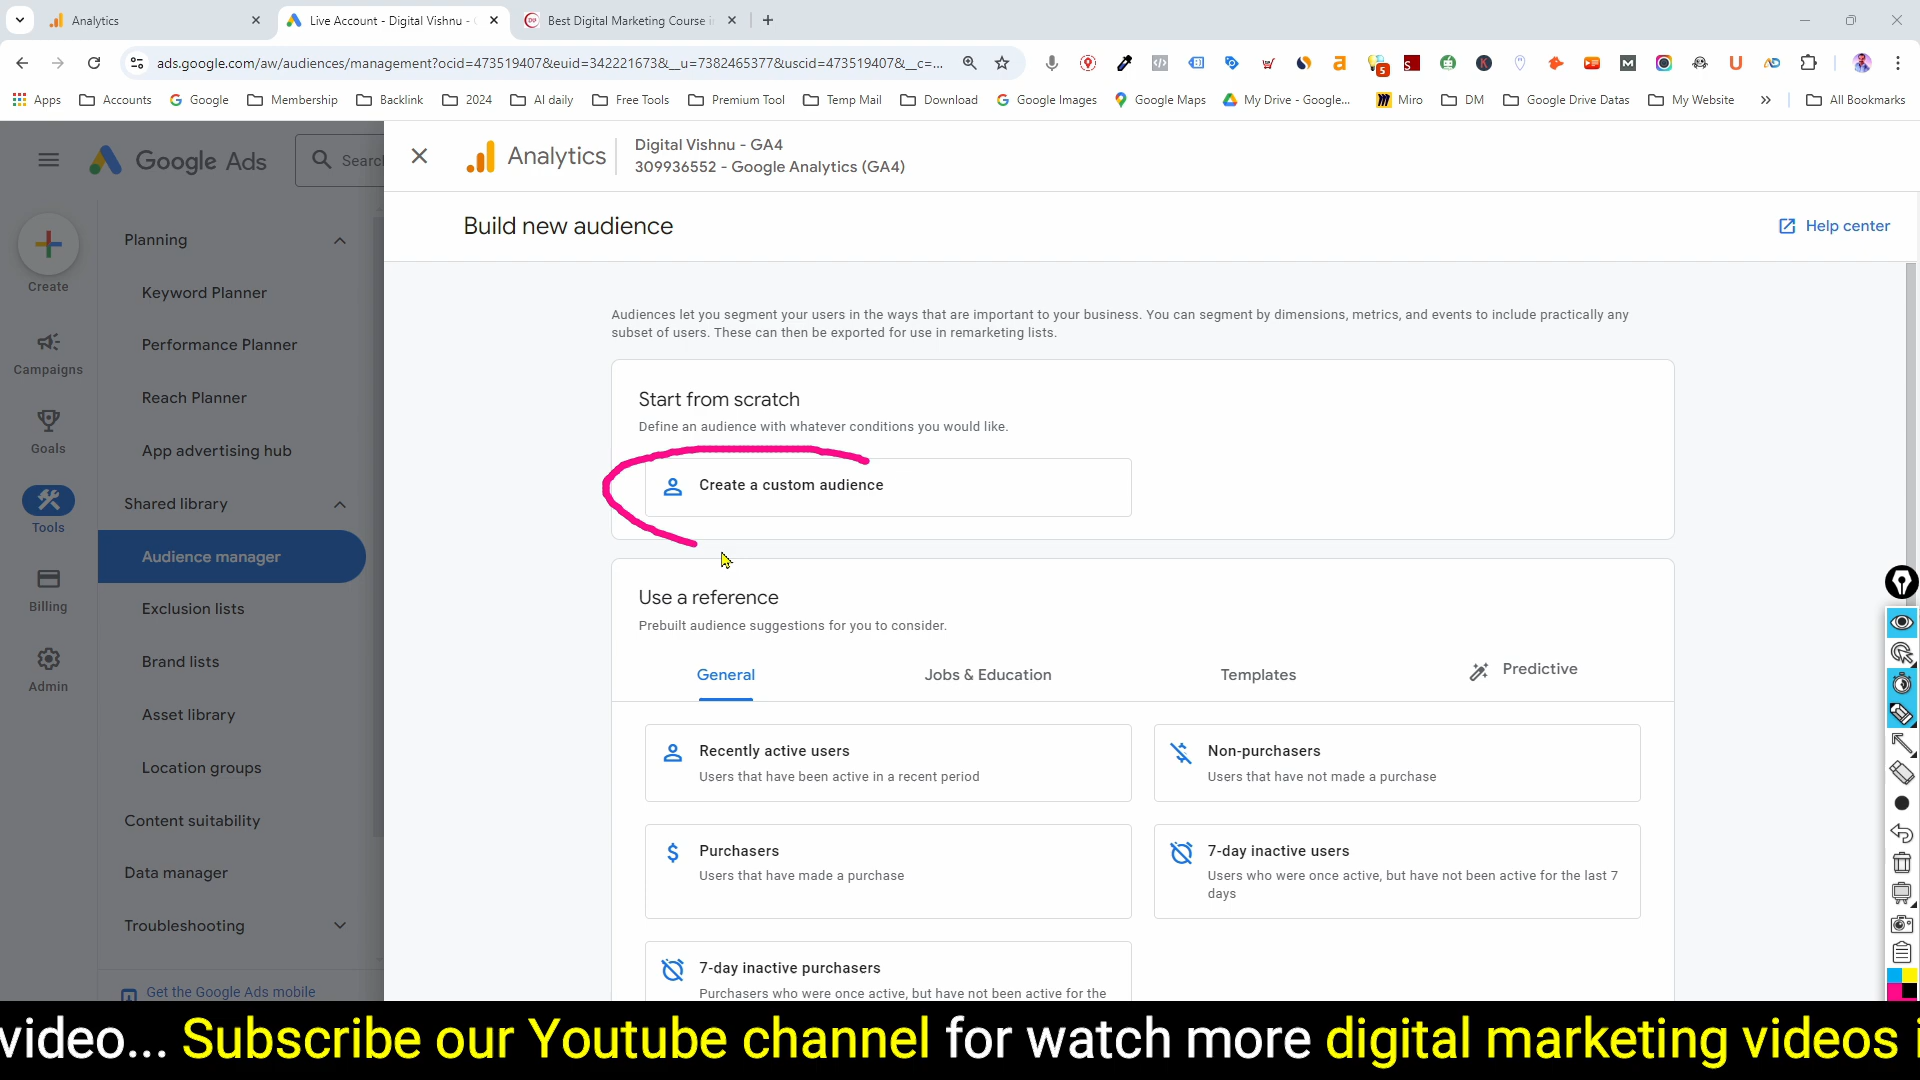 Analytics
Live Account - Digital Vishnu -
Best Digital Marketing Course i
ads.google.com/aw/audiences/management?ocid=473519407&euid=342221673&__u=7382465377&uscid=473519407&__c=...
5
Apps
Accounts
Google
Membership
Backlink
2024
AI daily
Free Tools
Premium Tool
Temp Mail
Download
Google Images
Google Maps
My Drive - Google...
Miro
DM
Google Drive Datas
My Website
All Bookmarks
Google Ads
Search
Create
Campaigns
Goals
Tools
Billing
Admin
Planning
Keyword Planner
Performance Planner
Reach Planner
App advertising hub
Shared library
Audience manager
Exclusion lists
Brand lists
Asset library
Location groups
Content suitability
Data manager
Troubleshooting
Get the Google Ads mobile
Analytics
Digital Vishnu - GA4
309936552 - Google Analytics (GA4)
Build new audience
Help center
Audiences let you segment your users in the ways that are important to your business. You can segment by dimensions, metrics, and events to include practically any
subset of users. These can then be exported for use in remarketing lists.
Start from scratch
Define an audience with whatever conditions you would like.
Create a custom audience
Use a reference
Prebuilt audience suggestions for you to consider.
General
Jobs & Education
Templates
Predictive
Recently active users
Users that have been active in a recent period
Non-purchasers
Users that have not made a purchase
Purchasers
Users that have made a purchase
7-day inactive users
Users who were once active, but have not been active for the last 7
days
7-day inactive purchasers
Purchasers who were once active, but have not been active for the
video... Subscribe our Youtube channel for watch more digital marketing videos i